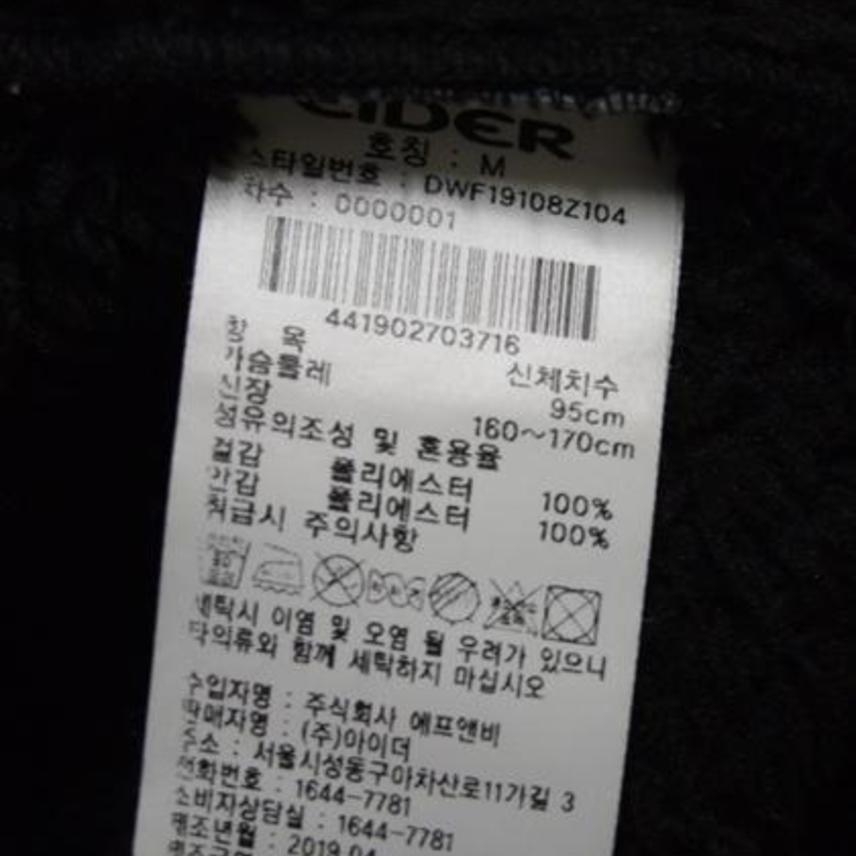 EIDER
호칭 : M
스타일번호 : DWF19108Z104
차수 : 0000001
441902703716
항 목 신체치수
가슴둘레 95cm
신장 160~170cm
섬유의조성 및 혼용율
겉감 폴리에스터 100%
안감 폴리에스터 100%
취급시 주의사항
세탁시 이염 및 오염 될 우려가 있으니
타의류와 함께 세탁하지 마십시오
수입자명 : 주식회사 에프앤비
판매자명 : (주)아이더
주소 : 서울시성동구아차산로11가길 3
전화번호 : 1644-7781
소비자상담실 : 1644-7781
제조년월 : 2019.04